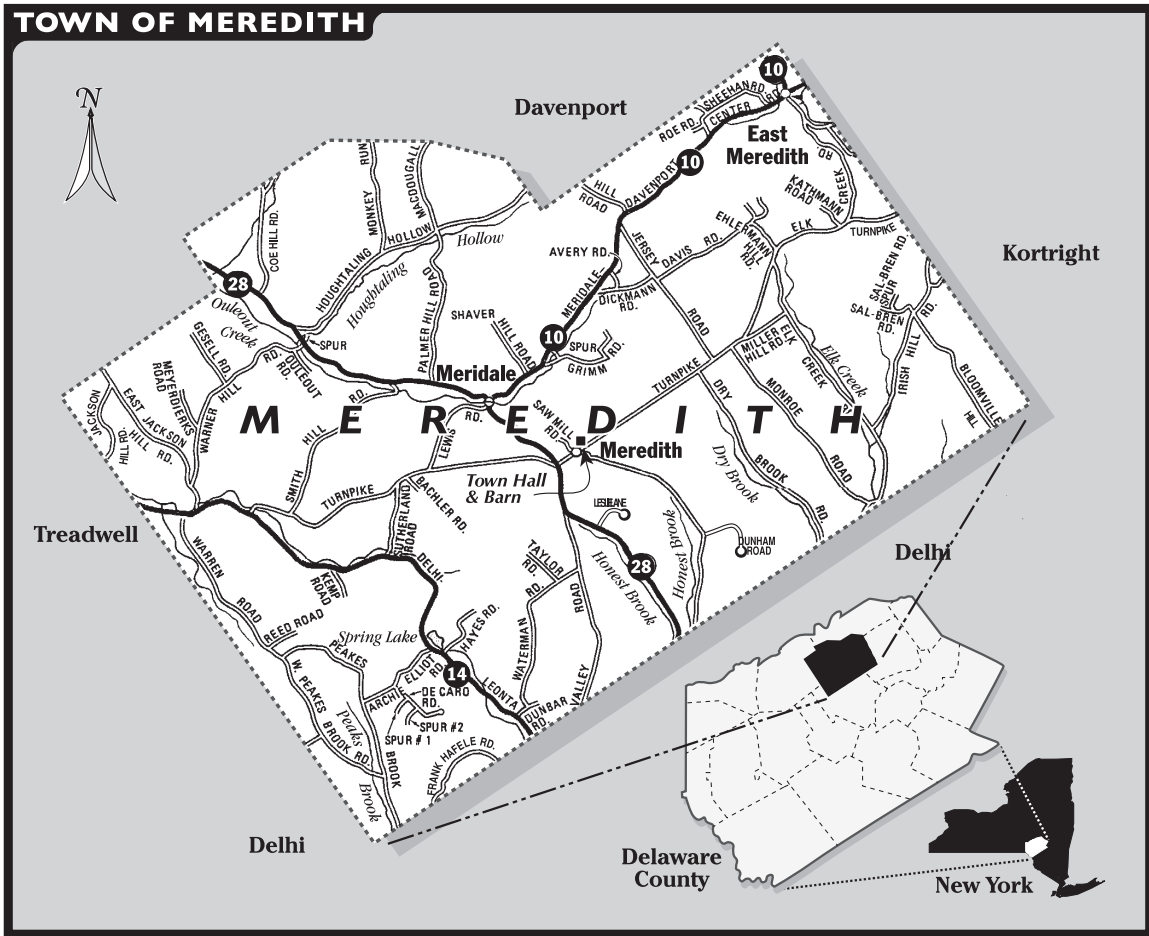 TOWN OF MEREDITH
N
Davenport
Kortright
Treadwell
Delhi
Delhi
10
SHEEHAN RD.
ROE RD.
CENTER
RD.
East
Meredith
10
DAVENPORT
HILL
ROAD
RD.
CREEK
KATHMANN
ROAD
ELK
TURNPIKE
EHLERMANN
HILL
RD.
JERSEY
ROAD
DAVIS RD.
AVERY RD.
DICKMANN
RD.
MERIDALE
10
SAL-BREN RD.
SPUR
SAL-BREN
RD.
IRISH HILL RD.
BLOOMVILLE
HILL
COE HILL RD.
MONKEY RUN
MACDOUGALL
HOUGHTALING
HOLLOW
Houghtaling
Hollow
28
Ouleout
Creek
SPUR
OUTEOUT
RD.
PALMER HILL ROAD
SHAVER
HILL ROAD
SPUR
GRIMM RD.
Meridale
GESELL RD.
MEYERDIERKS
ROAD
EAST JACKSON
HILL RD.
JACKSON
HILL RD.
WARNER HILL RD.
SMITH HILL RD.
LEWIS RD.
SAW MILL
RD.
TURNPIKE
MILLER
HILL RD.
ELK
CREEK
Elk Creek
RD.
MONROE
ROAD
DRY
BROOK
RD.
Dry Brook
MEREDITH
Meredith
Town Hall
& Barn
TURNPIKE
SUTHERLAND
ROAD
BACHLER RD.
DELHI
LESLIE LANE
DUNHAM
ROAD
Honest Brook
Honest Brook
28
TAYLOR
RD.
WATERMAN RD.
VALLEY ROAD
WARREN
ROAD
KEMP
ROAD
REED ROAD
PEAKES
Spring Lake
HAYES RD.
ARCHIE ELLIOT
RD.
14
LEONTA
DUNBAR
RD.
DE CARO
RD.
SPUR #2
SPUR # 1
W. PEAKES
BROOK RD.
Peaks
Brook
BROOK
FRANK HAFELE RD.
Delaware
County
New York